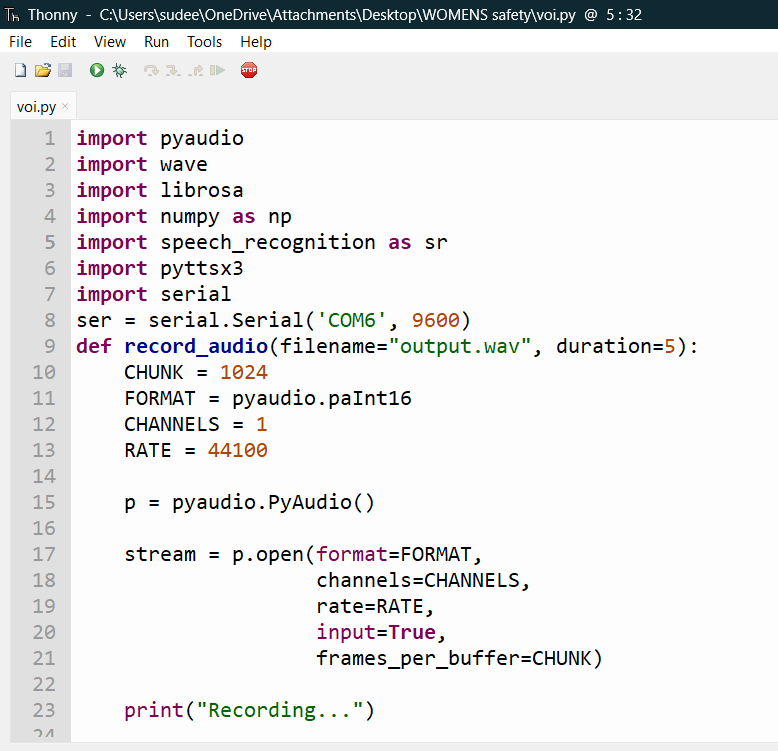 Thonny - C:\Users\sudee\OneDrive\Attachments\Desktop\WOMENS safety\voi.py @ 5 : 32
File Edit View Run Tools Help
STOP
voi.py ×
1 import pyaudio
2 import wave
3 import librosa
4 import numpy as np
5 import speech_recognition as sr
6 import pyttsx3
7 import serial
8 ser = serial.Serial('COM6', 9600)
9 def record_audio(filename="output.wav", duration=5):
10     CHUNK = 1024
11     FORMAT = pyaudio.paInt16
12     CHANNELS = 1
13     RATE = 44100
14
15     p = pyaudio.PyAudio()
16
17     stream = p.open(format=FORMAT,
18                     channels=CHANNELS,
19                     rate=RATE,
20                     input=True,
21                     frames_per_buffer=CHUNK)
22
23     print("Recording...")
24